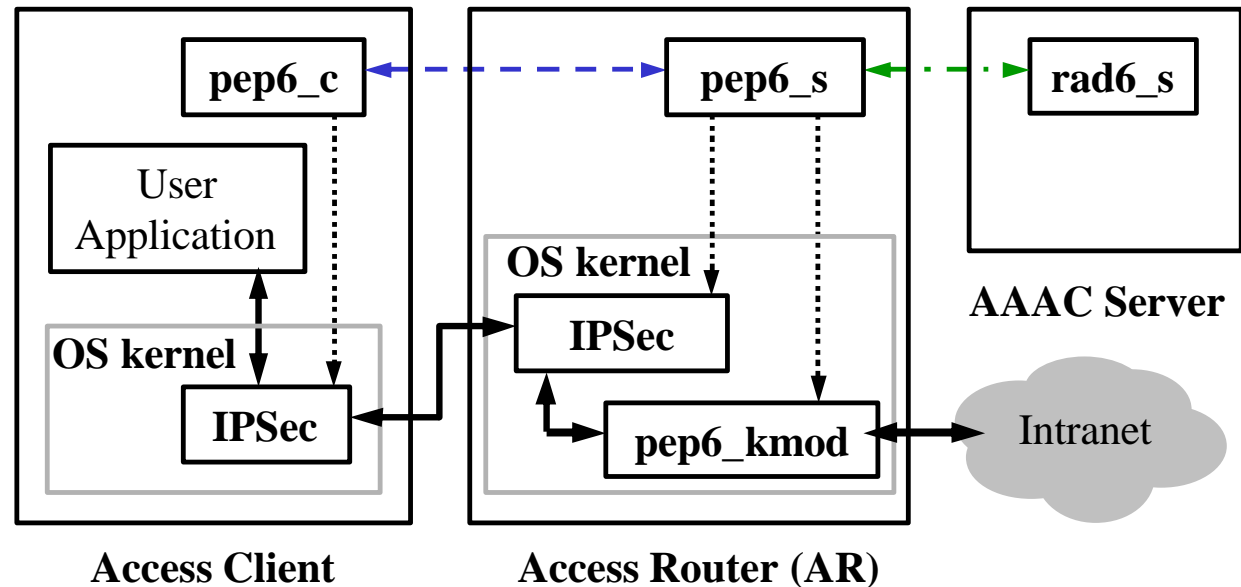 pep6_c
pep6_s
rad6_s
User
Application
OS kernel
IPSec
OS kernel
IPSec
pep6_kmod
AAAC Server
Intranet
Access Client
Access Router (AR)